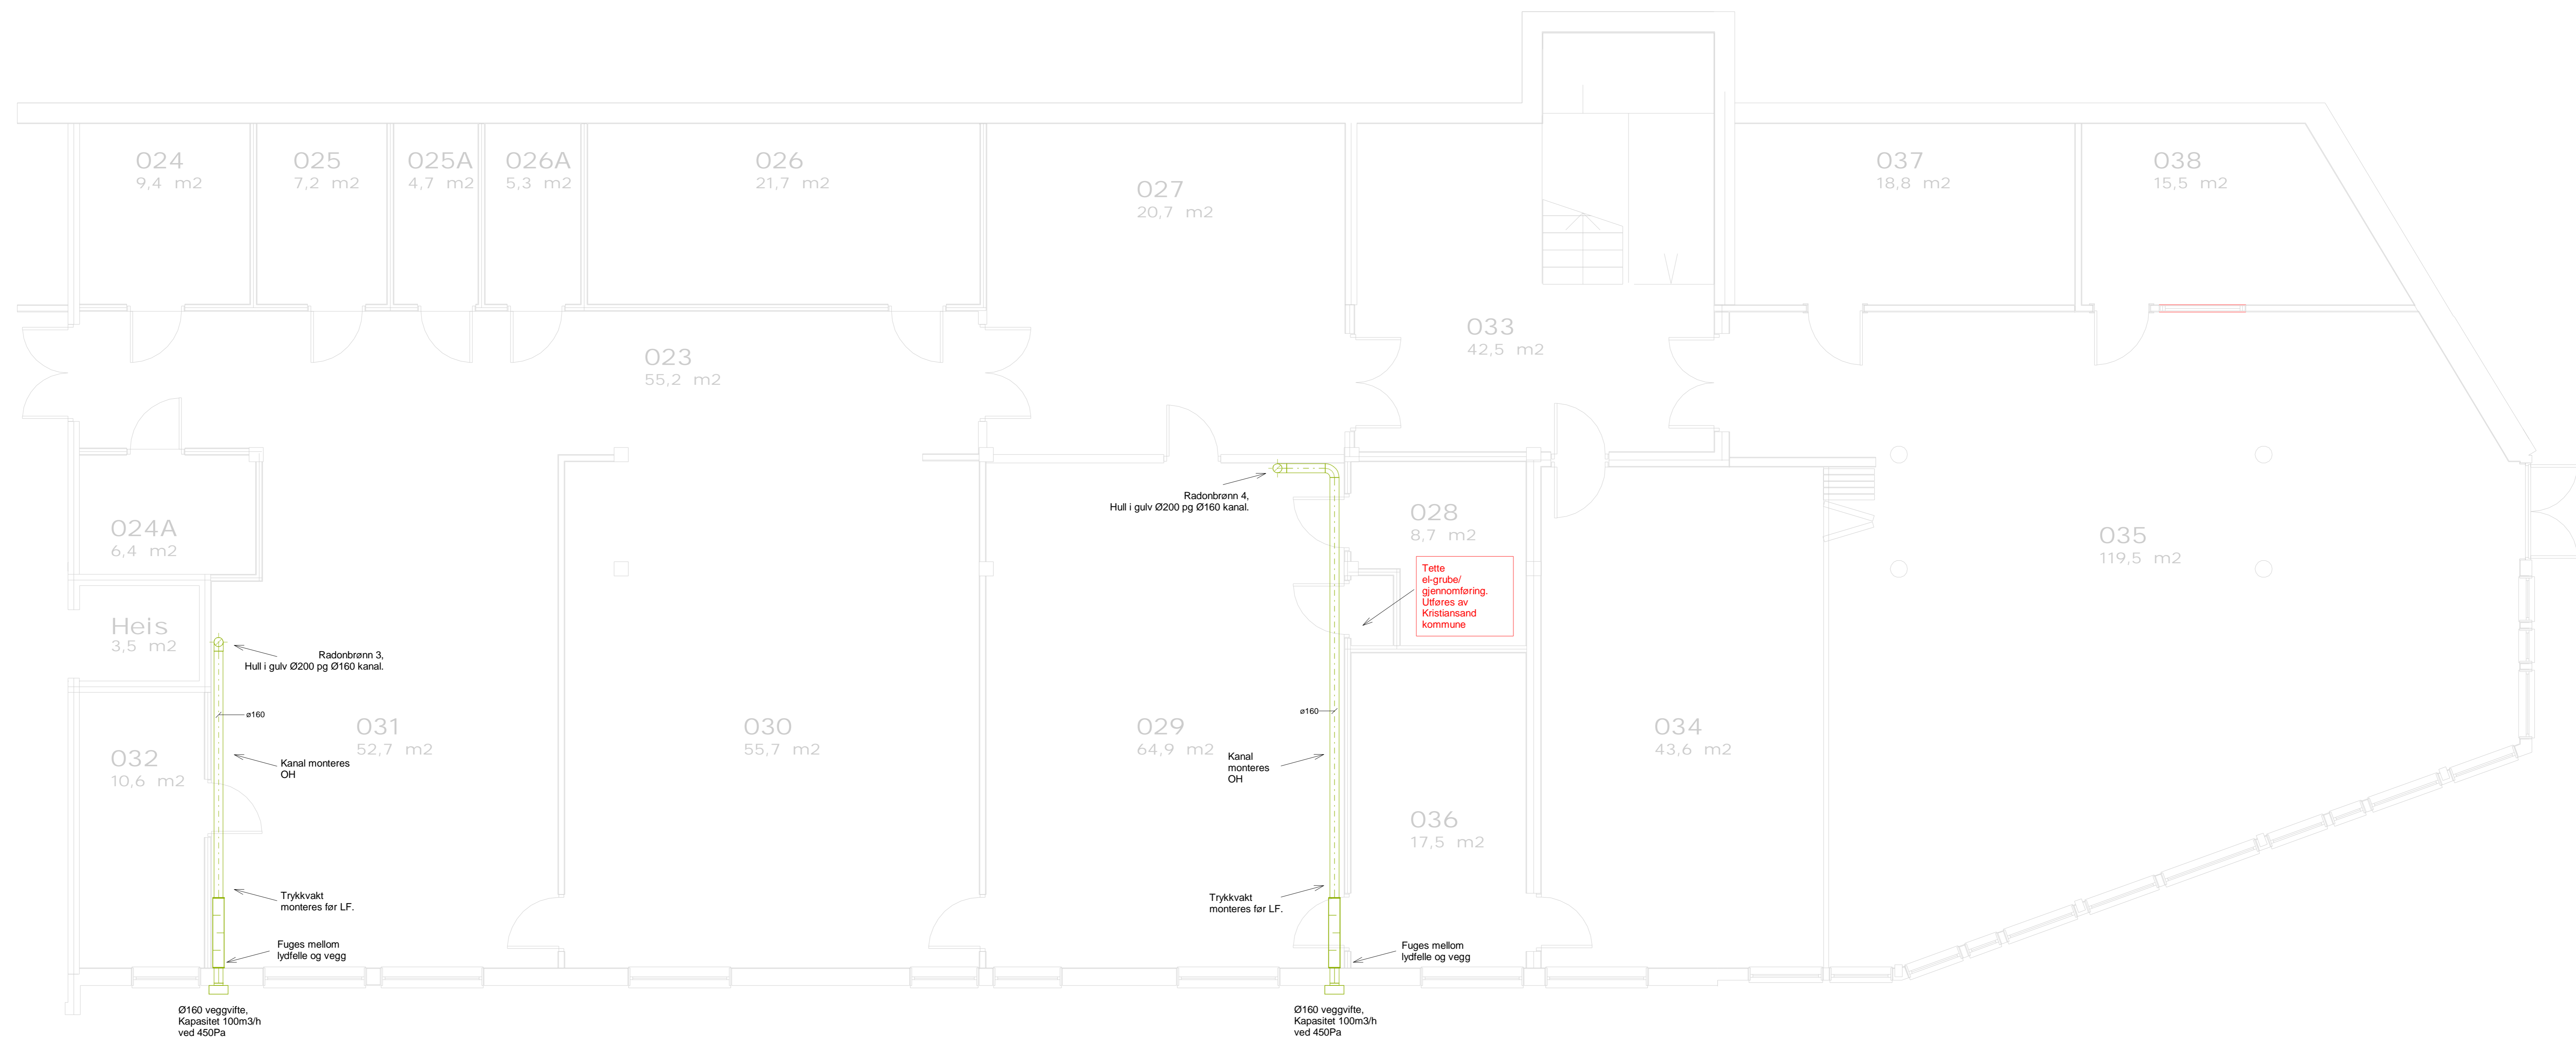 024
9,4 m2
025
7,2 m2
025A
4,7 m2
026A
5,3 m2
026
21,7 m2
027
20,7 m2
037
18,8 m2
038
15,5 m2
033
42,5 m2
023
55,2 m2
024A
6,4 m2
Radonbrønn 4,
Hull i gulv Ø200 pg Ø160 kanal.
028
8,7 m2
035
119,5 m2
Tette
el-grube/
gjennomføring.
Utføres av
Kristiansand
kommune
Heis
3,5 m2
Radonbrønn 3,
Hull i gulv Ø200 pg Ø160 kanal.
ø160
ø160
031
52,7 m2
030
55,7 m2
029
64,9 m2
034
43,6 m2
032
10,6 m2
Kanal monteres
OH
Kanal
monteres
OH
036
17,5 m2
Trykkvakt
monteres før LF.
Trykkvakt
monteres før LF.
Fuges mellom
lydfelle og vegg
Fuges mellom
lydfelle og vegg
Ø160 veggvifte,
Kapasitet 100m3/h
ved 450Pa
Ø160 veggvifte,
Kapasitet 100m3/h
ved 450Pa